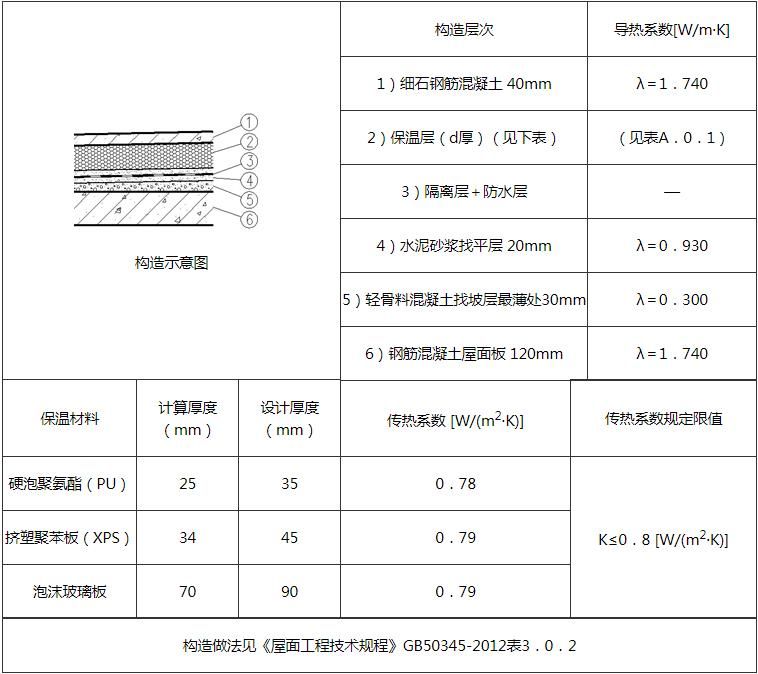 构造层次
导热系数[W/m·K]
1）细石钢筋混凝土 40mm
λ＝1．740
①
②
③
④
⑤
⑥
构造示意图
2）保温层（d厚）（见下表）
（见表A．0．1）
3）隔离层＋防水层
—
4）水泥砂浆找平层 20mm
λ＝0．930
5）轻骨料混凝土找坡层最薄处30mm
λ＝0．300
6）钢筋混凝土屋面板 120mm
λ＝1．740
保温材料
计算厚度
（mm）
设计厚度
（mm）
传热系数 [W/(m²·K)]
传热系数规定限值
硬泡聚氨酯（PU）
25
35
0．78
挤塑聚苯板（XPS）
34
45
0．79
K≤0．8 [W/(m²·K)]
泡沫玻璃板
70
90
0．79
构造做法见《屋面工程技术规程》GB50345-2012表3．0．2